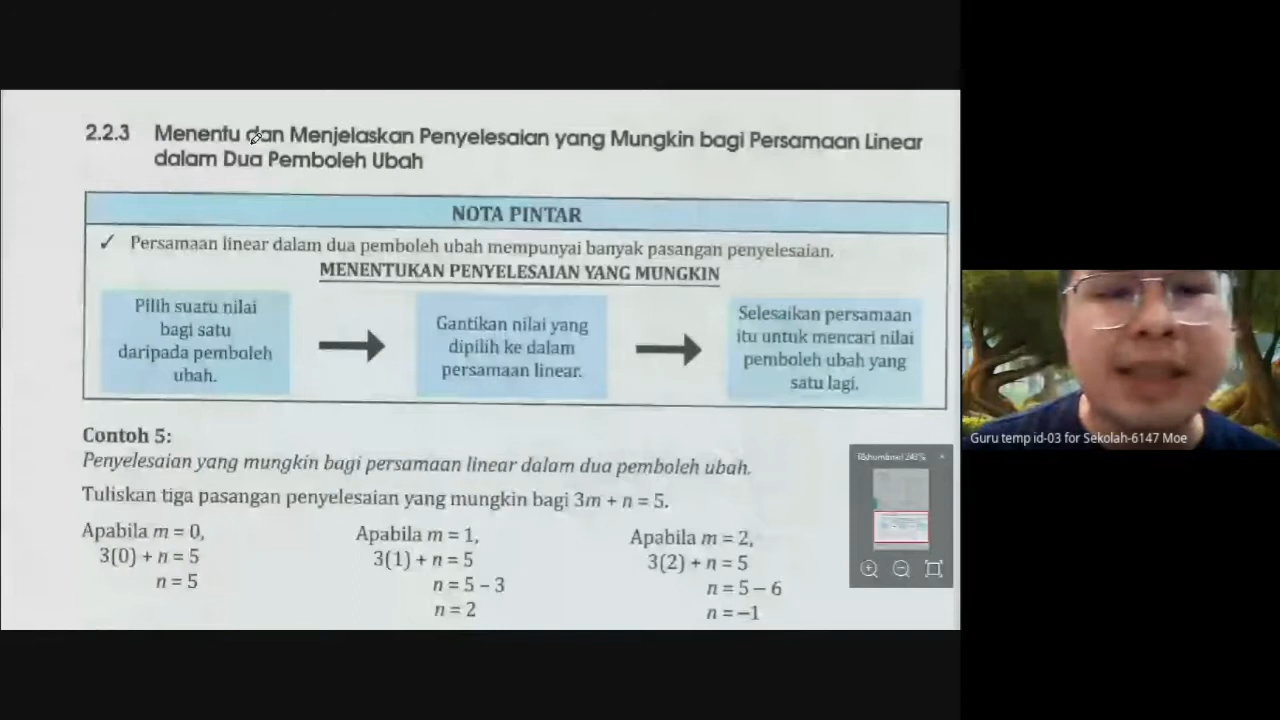 2.2.3 Menentu dan Menjelaskan Penyelesaian yang Mungkin bagi Persamaan Linear
dalam Dua Pemboleh Ubah
NOTA PINTAR
✓ Persamaan linear dalam dua pemboleh ubah mempunyai banyak pasangan penyelesaian.
MENENTUKAN PENYELESAIAN YANG MUNGKIN
Pilih suatu nilai
bagi satu
daripada pemboleh
ubah.
Gantikan nilai yang
dipilih ke dalam
persamaan linear.
Selesaikan persamaan
itu untuk mencari nilai
pemboleh ubah yang
satu lagi.
Contoh 5:
Penyelesaian yang mungkin bagi persamaan linear dalam dua pemboleh ubah.
Tuliskan tiga pasangan penyelesaian yang mungkin bagi 3m + n = 5.
Apabila m = 0,
3(0) + n = 5
n = 5
Apabila m = 1,
3(1) + n = 5
n = 5 – 3
n = 2
Apabila m = 2,
3(2) + n = 5
n = 5 – 6
n = –1
Guru temp id-03 for Sekolah-6147 Moe